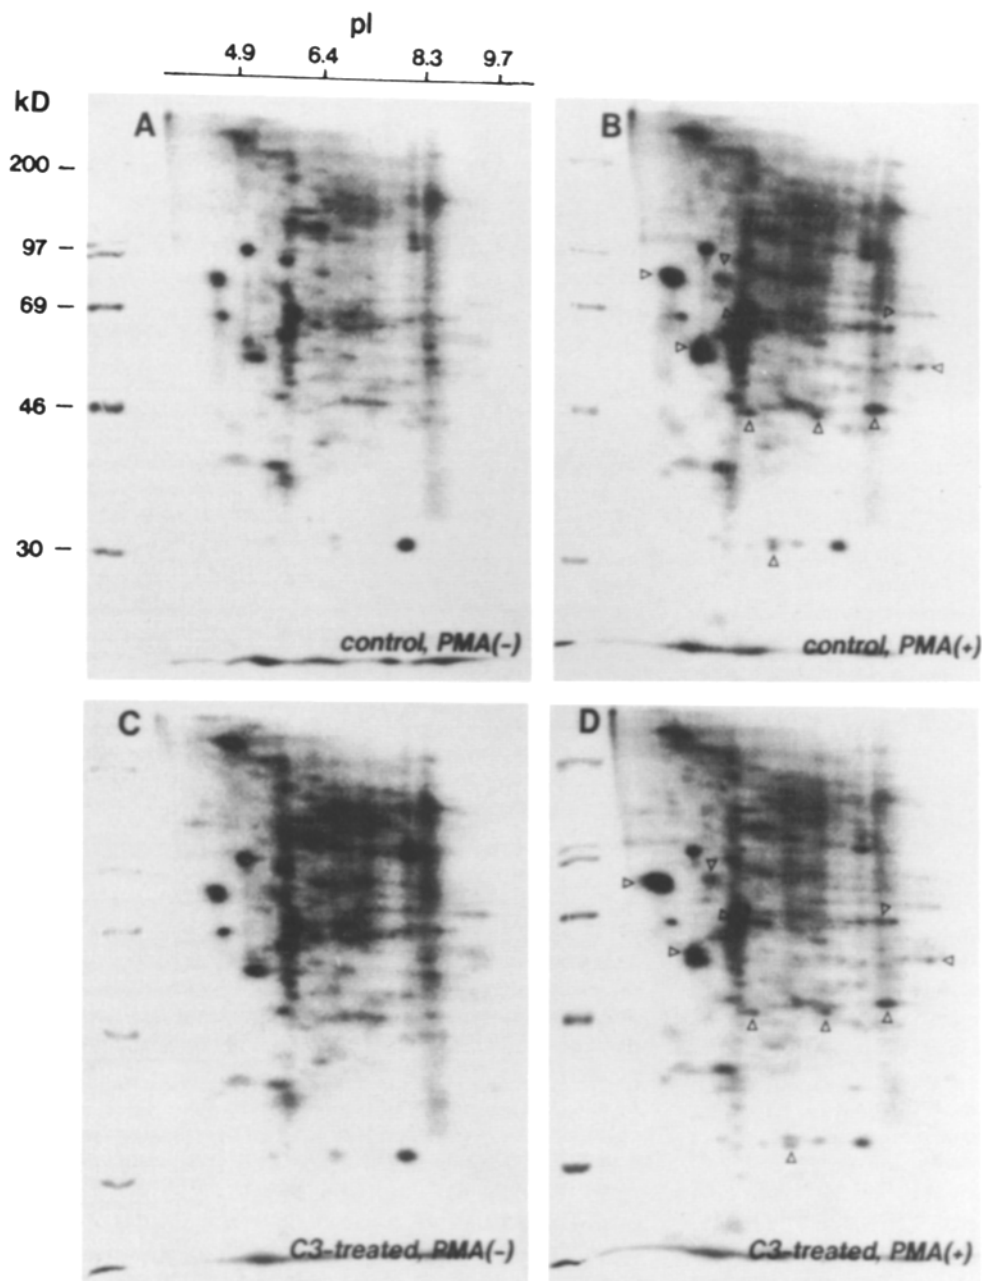 pI
4.9 6.4 8.3 9.7
kD
A B
200
97
69
46
30
control, PMA(-) control, PMA(+)
C D
C3-treated, PMA(-) C3-treated, PMA(+)